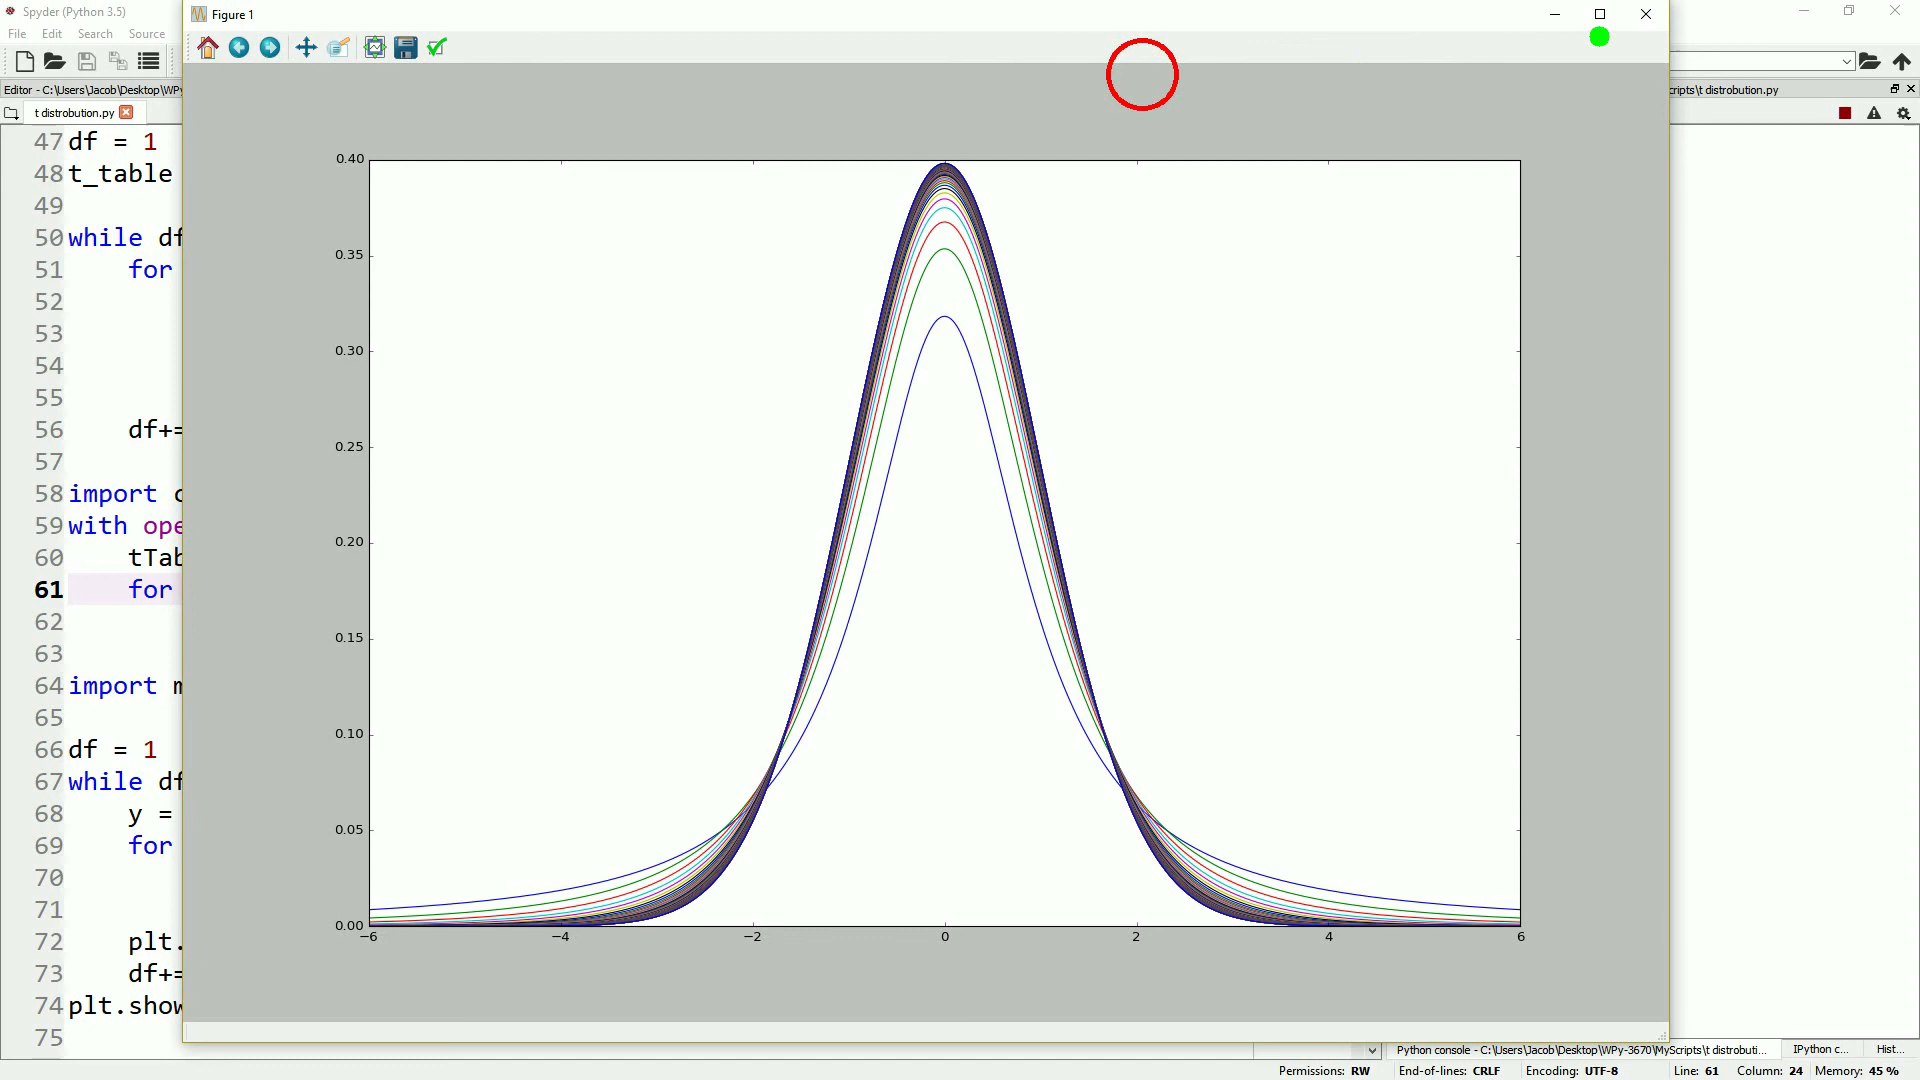 Spyder (Python 3.5)
Figure 1
File Edit Search Source
Editor - C:\Users\Jacob\Desktop\WPy
cripts\t distrobution.py
t distrobution.py
47 df = 1
48 t_table
49
50 while df
51 for
52
53
54
55
56 df+=
57
58 import c
59 with ope
60 tTab
61 for
62
63
64 import m
65
66 df = 1
67 while df
68 y =
69 for
70
71
72 plt.
73 df+=
74 plt.show
75
0.40
0.35
0.30
0.25
0.20
0.15
0.10
0.05
0.00
−6 −4 −2 0 2 4 6
Python console - C:\Users\Jacob\Desktop\WPy-3670\MyScripts\t distrobuti... IPython c... Hist...
Permissions: RW End-of-lines: CRLF Encoding: UTF-8 Line: 61 Column: 24 Memory: 45 %